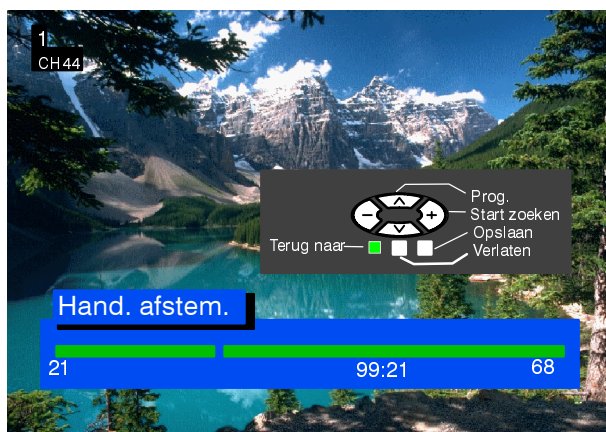 1
CH44
Prog.
Start zoeken
Opslaan
Terug naar
Verlaten
Hand. afstem.
21
99:21
68